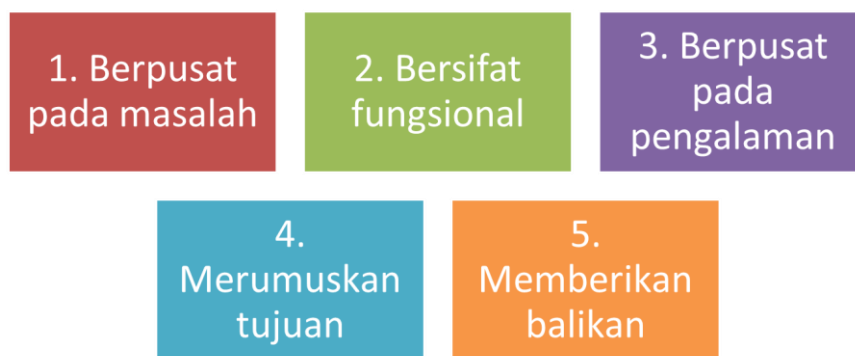 1. Berpusat
pada masalah
2. Bersifat
fungsional
3. Berpusat
pada
pengalaman
4.
Merumuskan
tujuan
5.
Memberikan
balikan